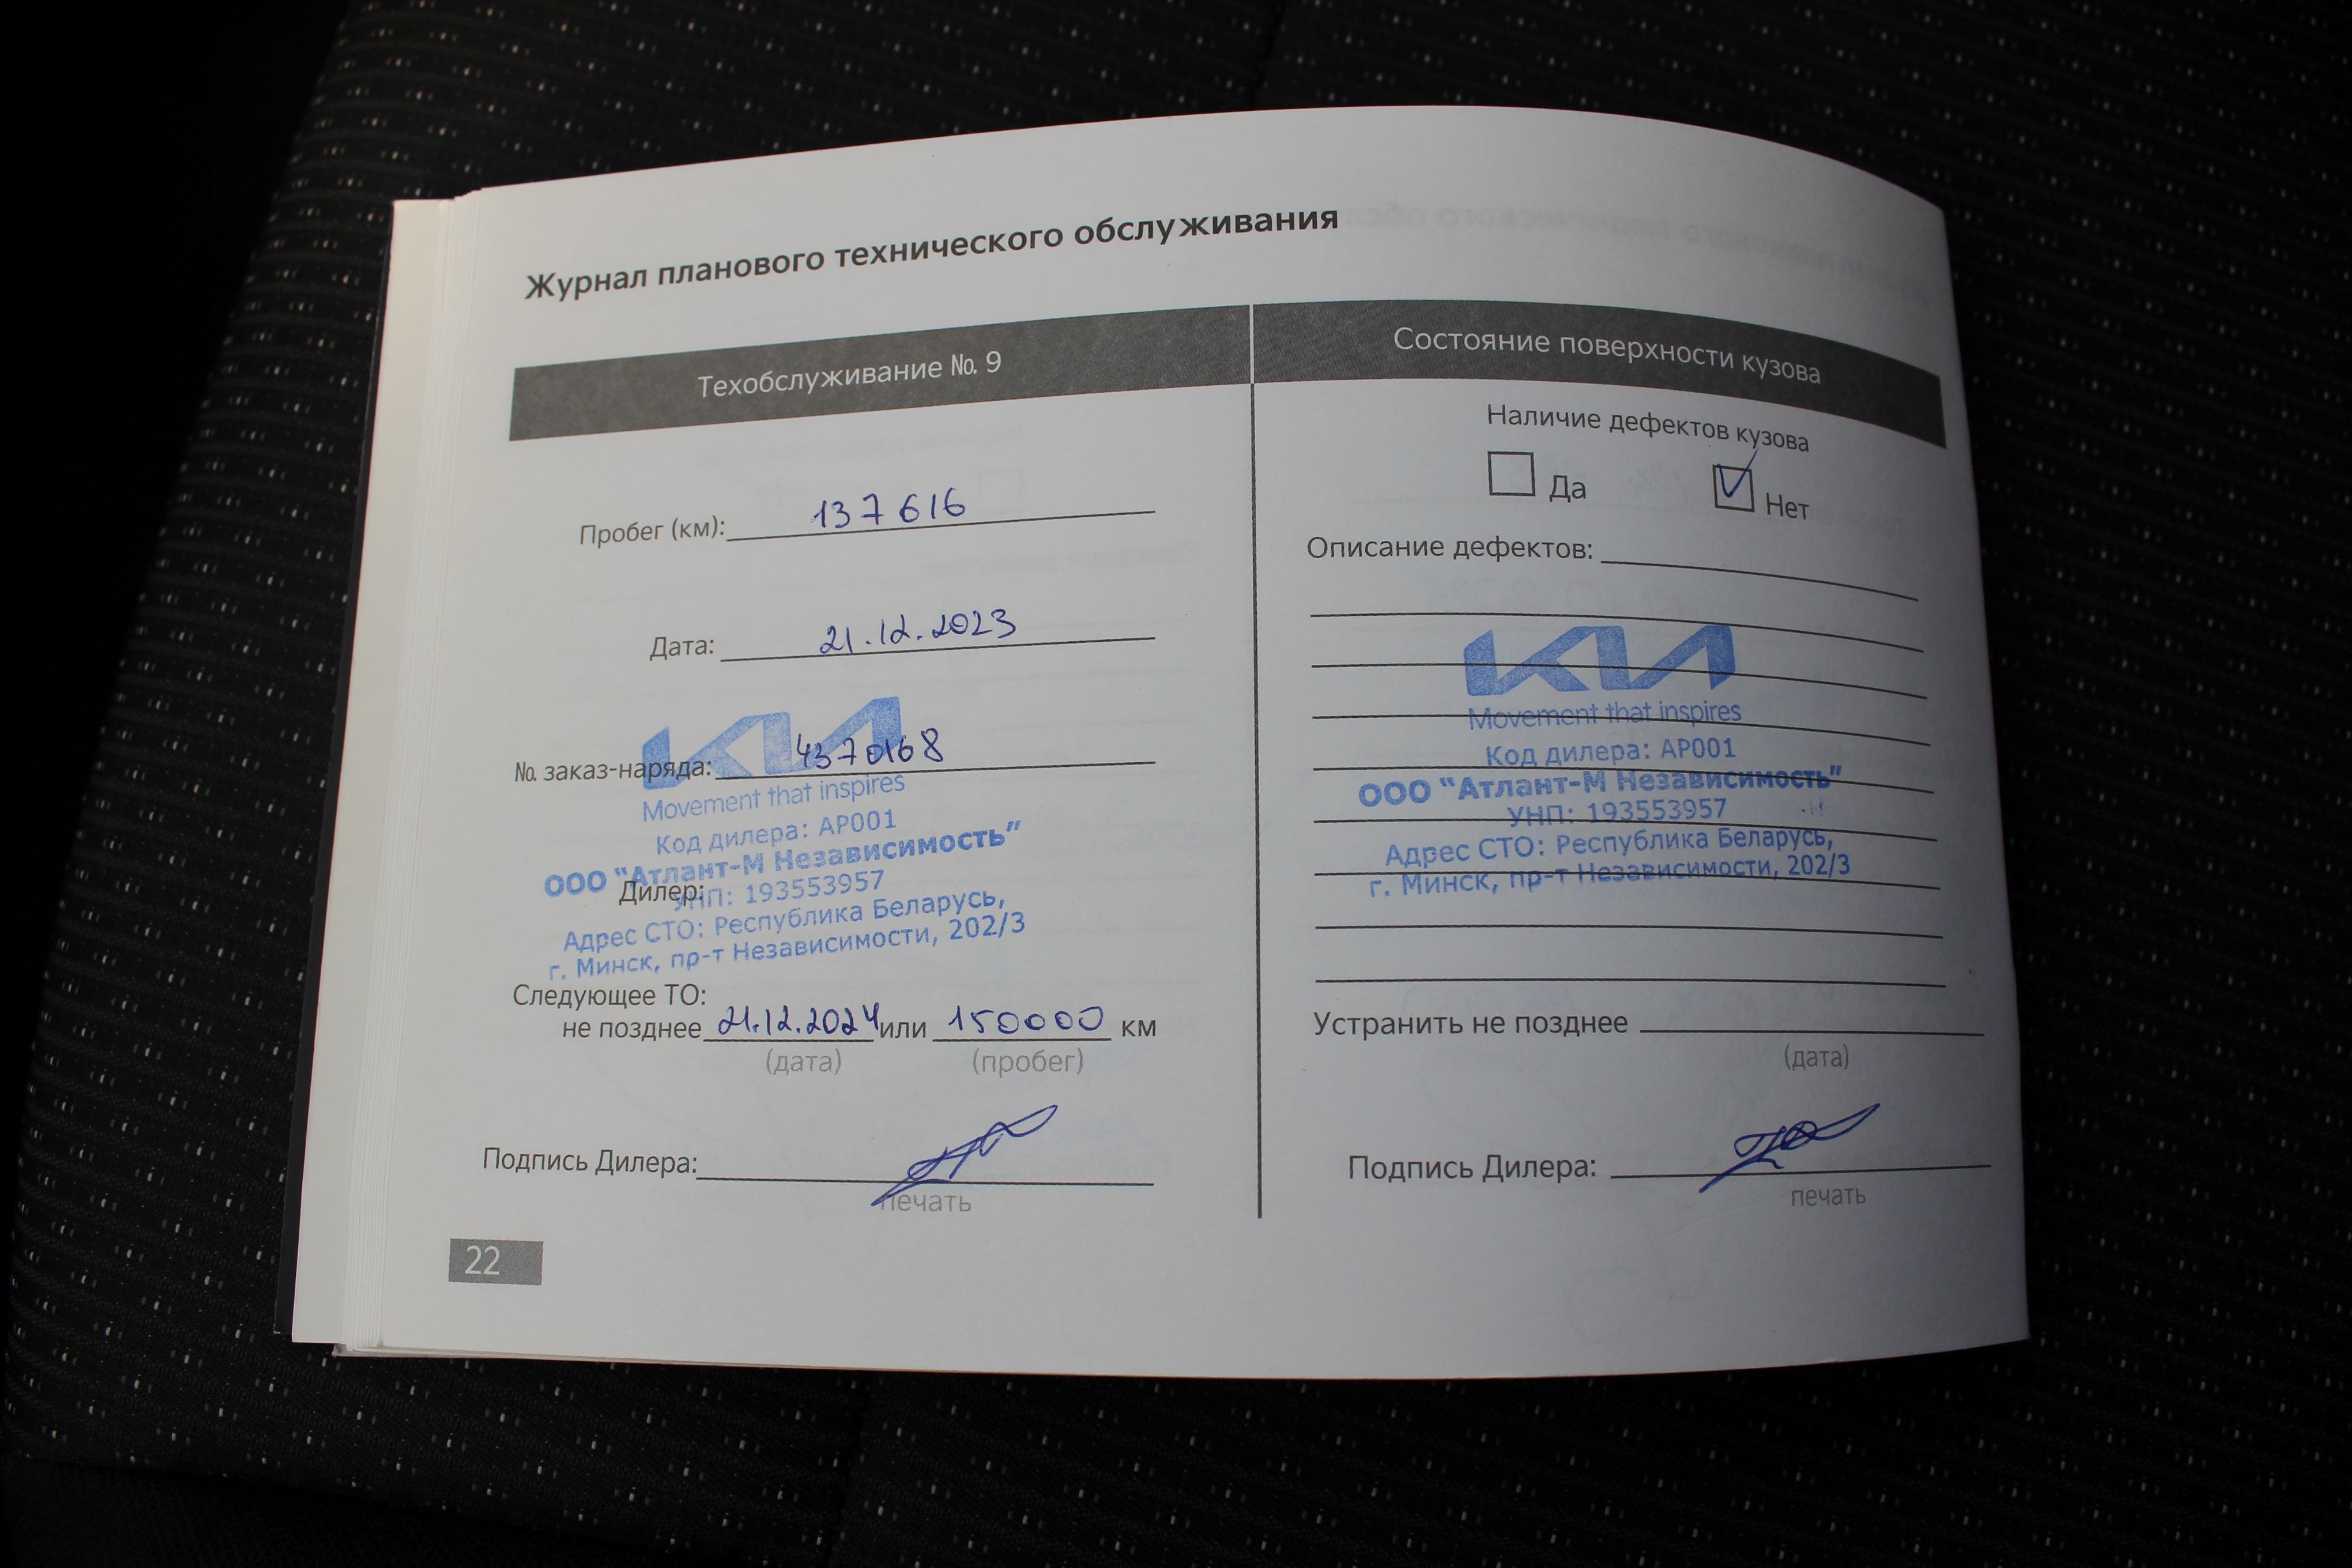 Журнал планового технического обслуживания
Техобслуживание №. 9
Пробег (км): 137 616
Дата: 21.12.2023
№. заказ-наряда: 4370168
KIA
Movement that inspires
Код дилера: АР001
ООО "Атлант-М Независимость"
Дилер:
УНП: 193553957
Адрес СТО: Республика Беларусь,
г. Минск, пр-т Независимости, 202/3
Следующее ТО:
не позднее 21.12.2024 или 150000 км
(дата) (пробег)
Подпись Дилера:
печать
22
Состояние поверхности кузова
Наличие дефектов кузова
Да Нет
Описание дефектов:
KIA
Movement that inspires
Код дилера: АР001
ООО "Атлант-М Независимость"
УНП: 193553957
Адрес СТО: Республика Беларусь,
г. Минск, пр-т Независимости, 202/3
Устранить не позднее
(дата)
Подпись Дилера:
печать